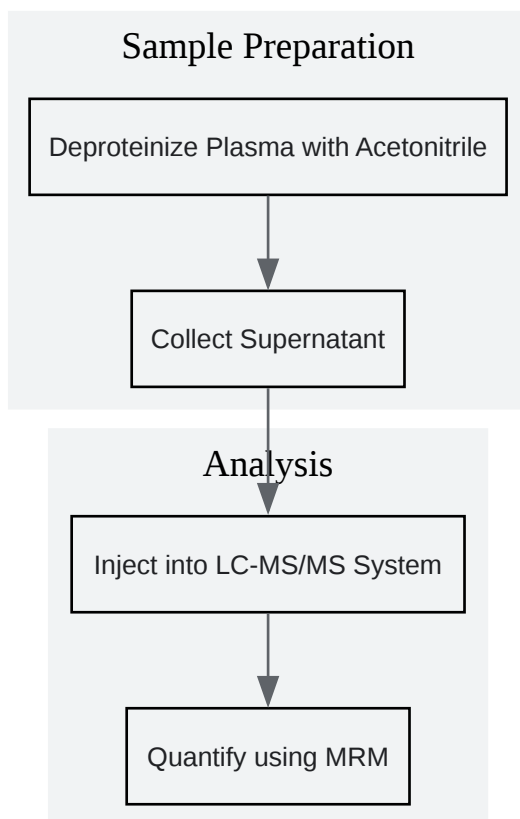 Sample Preparation
Deproteinize Plasma with Acetonitrile
Collect Supernatant
Analysis
Inject into LC-MS/MS System
Quantify using MRM